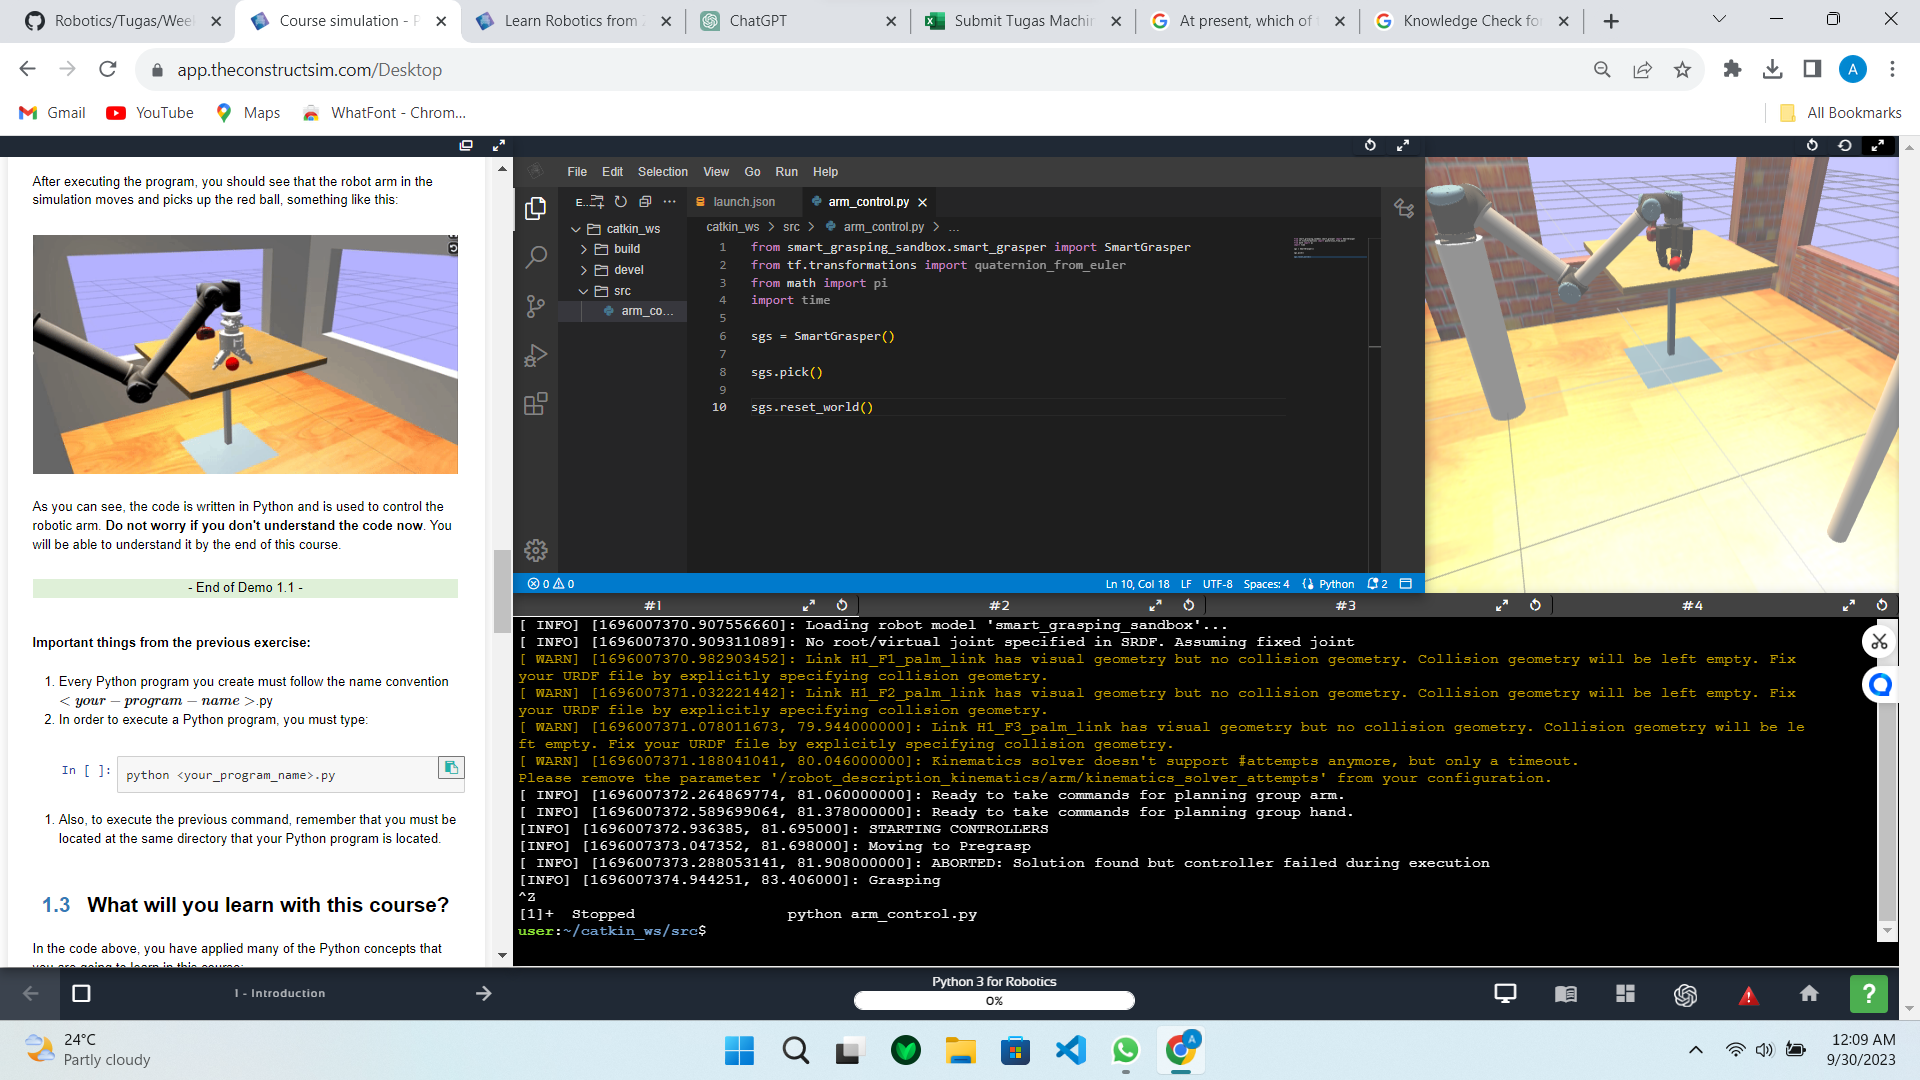 Robotics/Tugas/Wee
Course simulation - P
Learn Robotics from Z
ChatGPT
Submit Tugas Machin
At present, which of t
Knowledge Check fo
app.theconstructsim.com/Desktop
A
Gmail
YouTube
Maps
WhatFont - Chrom...
All Bookmarks
After executing the program, you should see that the robot arm in the
simulation moves and picks up the red ball, something like this:
As you can see, the code is written in Python and is used to control the
robotic arm. Do not worry if you don't understand the code now. You
will be able to understand it by the end of this course.
- End of Demo 1.1 -
Important things from the previous exercise:
1. Every Python program you create must follow the name convention
< your - program - name >.py
2. In order to execute a Python program, you must type:
In [ ]:
python <your_program_name>.py
1. Also, to execute the previous command, remember that you must be
located at the same directory that your Python program is located.
1.3 What will you learn with this course?
In the code above, you have applied many of the Python concepts that
you are going to learn in this course:
File Edit Selection View Go Run Help
E...
catkin_ws
build
devel
src
arm_co...
launch.json
arm_control.py
catkin_ws > src > arm_control.py > ...
1 from smart_grasping_sandbox.smart_grasper import SmartGrasper
2 from tf.transformations import quaternion_from_euler
3 from math import pi
4 import time
5
6 sgs = SmartGrasper()
7
8 sgs.pick()
9
10 sgs.reset_world()
0 0
Ln 10, Col 18 LF UTF-8 Spaces: 4 Python 2
#1
#2
#3
#4
[ INFO] [1696007370.907556660]: Loading robot model 'smart_grasping_sandbox'...
[ INFO] [1696007370.909311089]: No root/virtual joint specified in SRDF. Assuming fixed joint
[ WARN] [1696007370.982903452]: Link H1_F1_palm_link has visual geometry but no collision geometry. Collision geometry will be left empty. Fix
your URDF file by explicitly specifying collision geometry.
[ WARN] [1696007371.032221442]: Link H1_F2_palm_link has visual geometry but no collision geometry. Collision geometry will be left empty. Fix
your URDF file by explicitly specifying collision geometry.
[ WARN] [1696007371.078011673, 79.944000000]: Link H1_F3_palm_link has visual geometry but no collision geometry. Collision geometry will be le
ft empty. Fix your URDF file by explicitly specifying collision geometry.
[ WARN] [1696007371.188041041, 80.046000000]: Kinematics solver doesn't support #attempts anymore, but only a timeout.
Please remove the parameter '/robot_description_kinematics/arm/kinematics_solver_attempts' from your configuration.
[ INFO] [1696007372.264869774, 81.060000000]: Ready to take commands for planning group arm.
[ INFO] [1696007372.589699064, 81.378000000]: Ready to take commands for planning group hand.
[INFO] [1696007372.936385, 81.695000]: STARTING CONTROLLERS
[INFO] [1696007373.047352, 81.698000]: Moving to Pregrasp
[ INFO] [1696007373.288053141, 81.908000000]: ABORTED: Solution found but controller failed during execution
[INFO] [1696007374.944251, 83.406000]: Grasping
^Z
[1]+ Stopped python arm_control.py
user:~/catkin_ws/src$
1 - Introduction
Python 3 for Robotics
0%
?
24°C
Partly cloudy
12:09 AM
9/30/2023